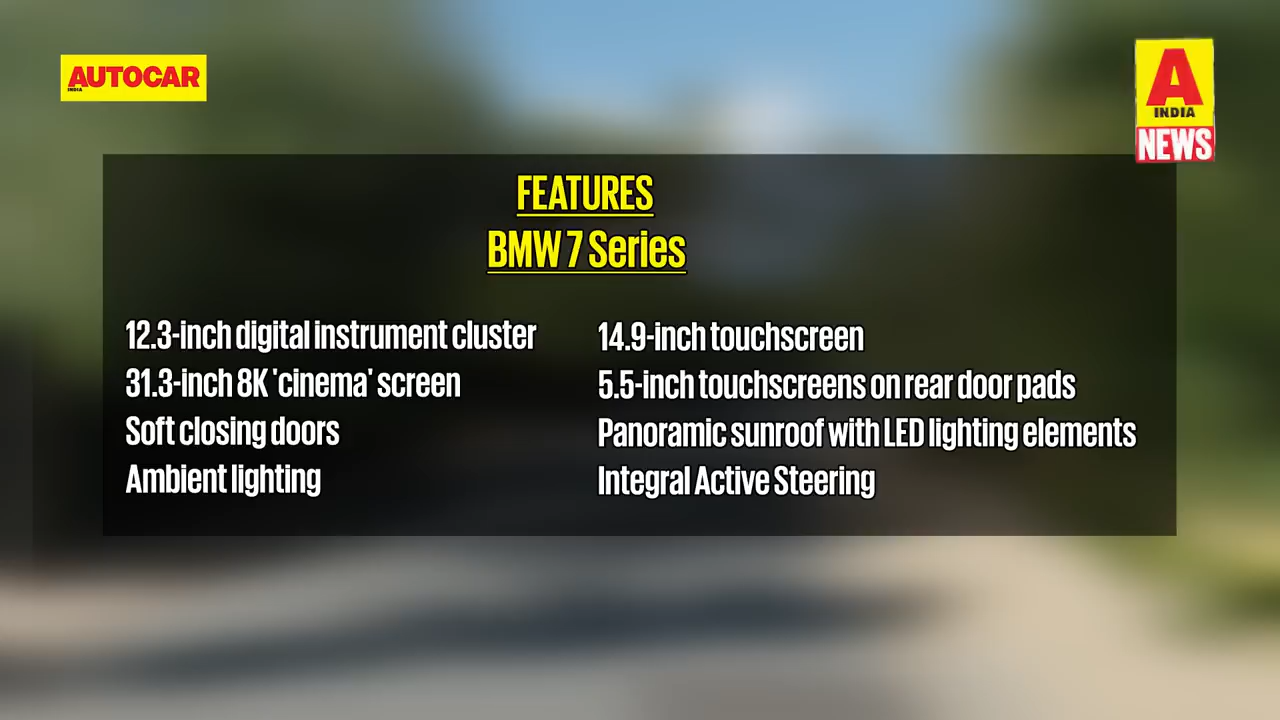 AUTOCAR
INDIA
A
INDIA
NEWS
FEATURES
BMW 7 Series
12.3-inch digital instrument cluster
31.3-inch 8K 'cinema' screen
Soft closing doors
Ambient lighting
14.9-inch touchscreen
5.5-inch touchscreens on rear door pads
Panoramic sunroof with LED lighting elements
Integral Active Steering